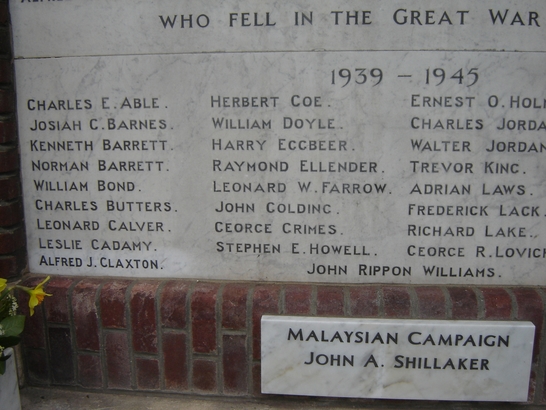 WHO FELL IN THE GREAT WAR
1939 – 1945
CHARLES E. ABLE.
JOSIAH C. BARNES.
KENNETH BARRETT.
NORMAN BARRETT.
WILLIAM BOND.
CHARLES BUTTERS.
LEONARD CALVER.
LESLIE CADAMY.
ALFRED J. CLAXTON.
HERBERT COE.
WILLIAM DOYLE.
HARRY ECCBEER.
RAYMOND ELLENDER.
LEONARD W. FARROW.
JOHN COLDINC.
CEORCE CRIMES.
STEPHEN E. HOWELL.
ERNEST O. HOL
CHARLES JORDA
WALTER JORDAN
TREVOR KINC.
ADRIAN LAWS.
FREDERICK LACK.
RICHARD LAKE.
CEORCE R. LOVIC
JOHN RIPPON WILLIAMS.
MALAYSIAN CAMPAIGN
JOHN A. SHILLAKER